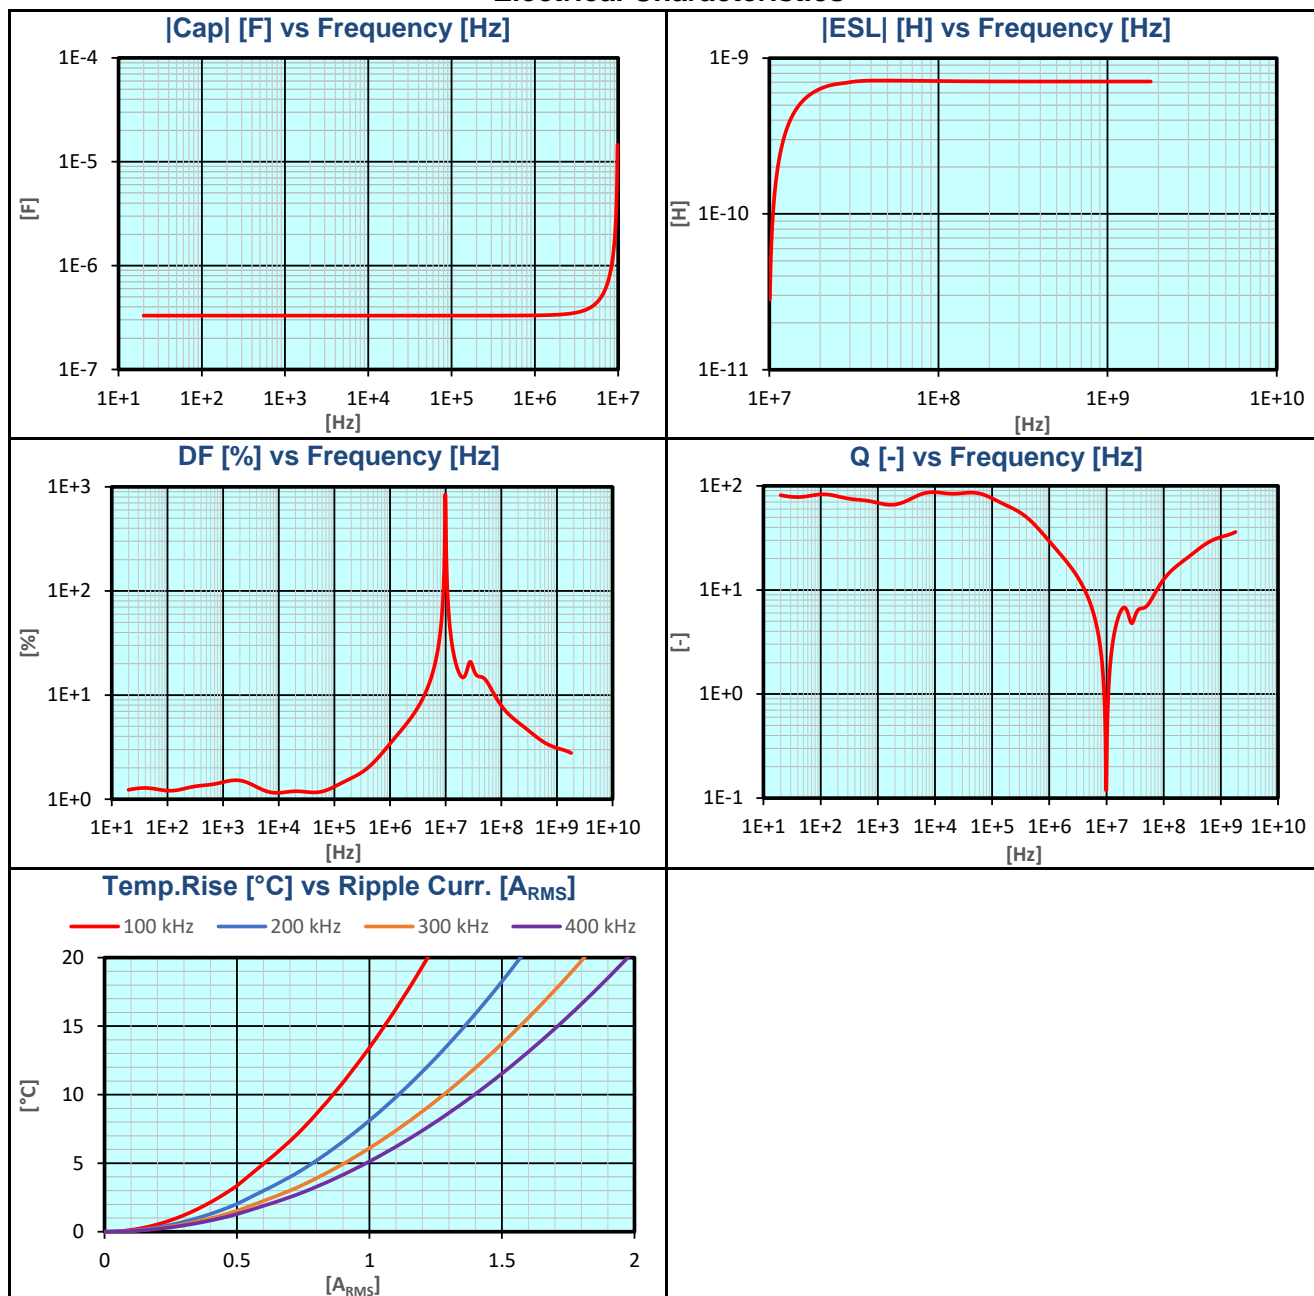 |Cap| [F] vs Frequency [Hz]
1E-4
1E-5
1E-6
1E-7
[F]
1E+1 1E+2 1E+3 1E+4 1E+5 1E+6 1E+7
[Hz]
|ESL| [H] vs Frequency [Hz]
1E-9
1E-10
1E-11
[H]
1E+7 1E+8 1E+9 1E+10
[Hz]
DF [%] vs Frequency [Hz]
1E+3
1E+2
1E+1
1E+0
[%]
1E+1 1E+2 1E+3 1E+4 1E+5 1E+6 1E+7 1E+8 1E+9 1E+10
[Hz]
Q [-] vs Frequency [Hz]
1E+2
1E+1
1E+0
1E-1
[-]
1E+1 1E+2 1E+3 1E+4 1E+5 1E+6 1E+7 1E+8 1E+9 1E+10
[Hz]
Temp.Rise [°C] vs Ripple Curr. [ARMS]
100 kHz 200 kHz 300 kHz 400 kHz
20
15
10
5
0
[°C]
0 0.5 1 1.5 2
[ARMS]